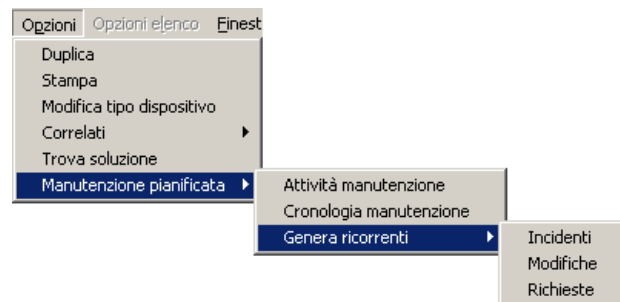 Opzioni Opzioni elenco Finest
Duplica
Stampa
Modifica tipo dispositivo
Correlati
Trova soluzione
Manutenzione pianificata
Attività manutenzione
Cronologia manutenzione
Genera ricorrenti
Incidenti
Modifiche
Richieste